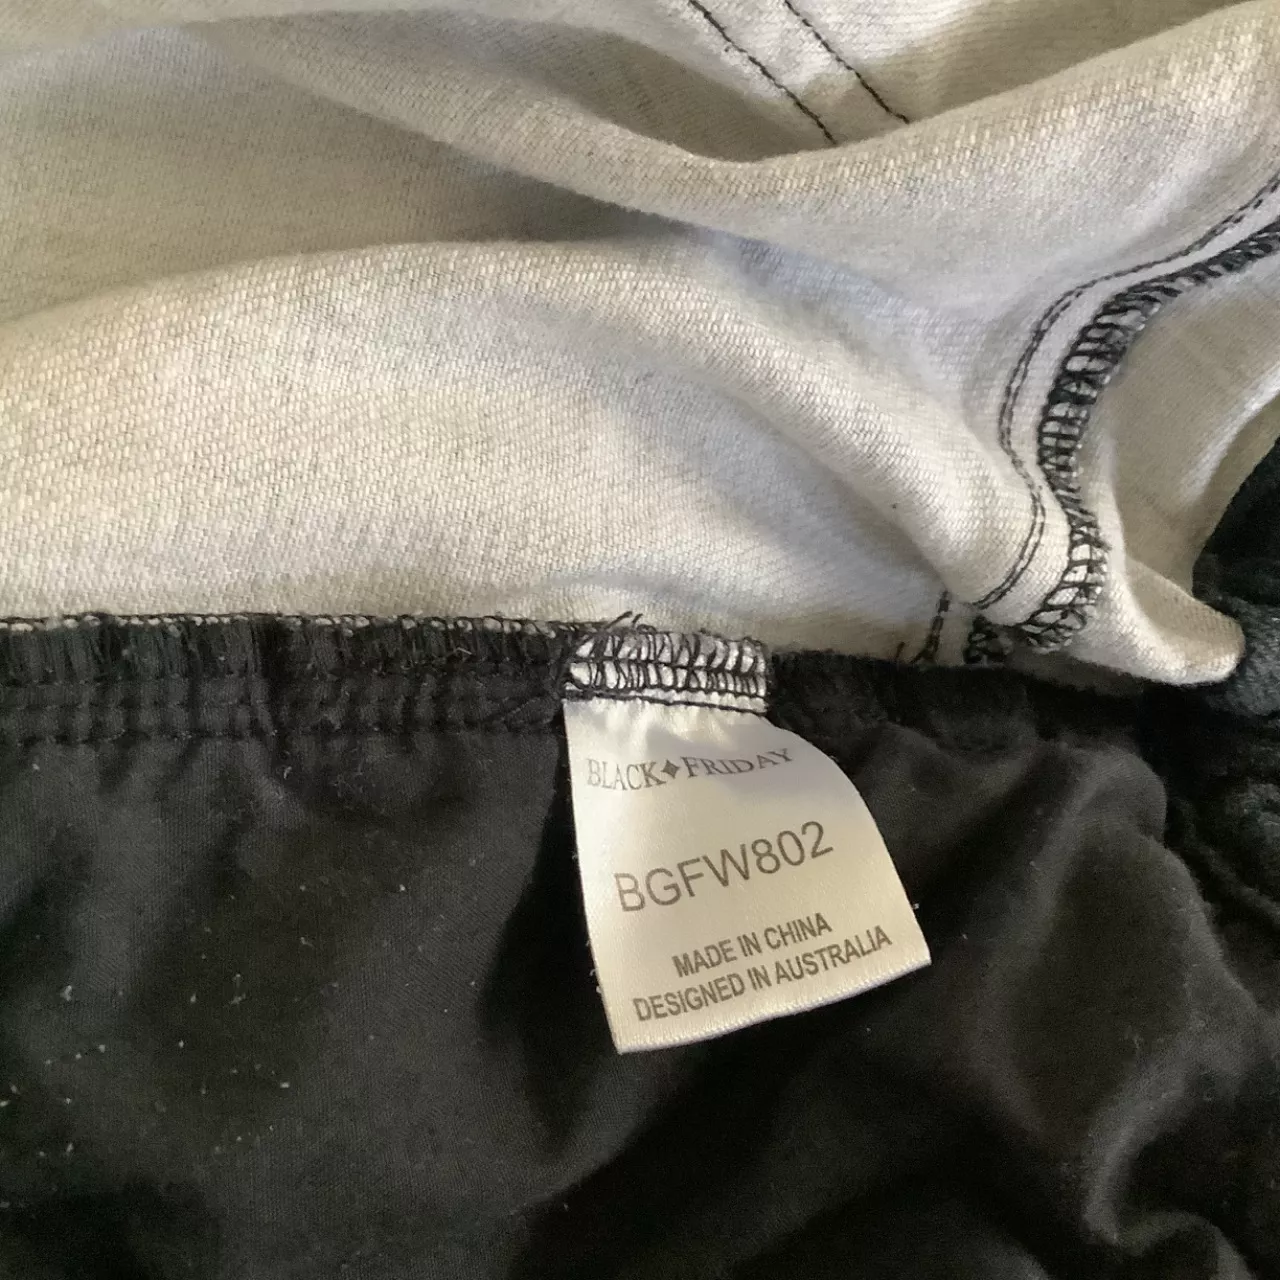 BLACK♦FRIDAY
BGFW802
MADE IN CHINA
DESIGNED IN AUSTRALIA